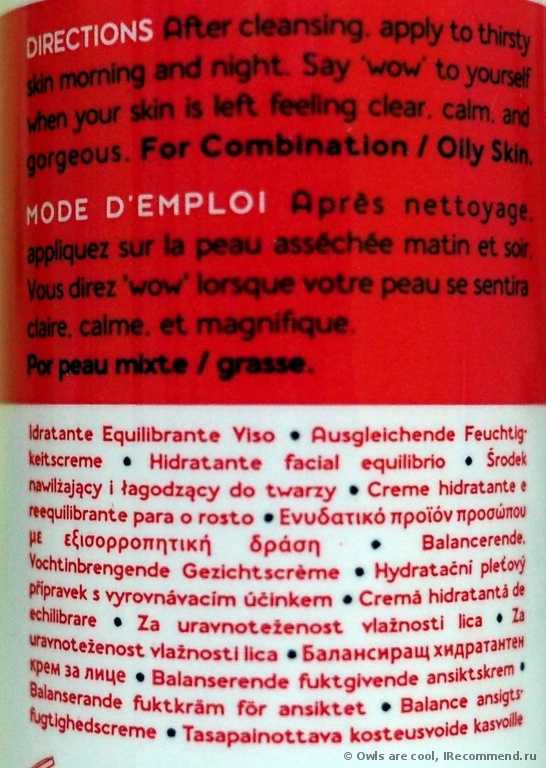 DIRECTIONS After cleansing, apply to thirsty
skin morning and night. Say 'wow' to yourself
when your skin is left feeling clear, calm, and
gorgeous. For Combination / Oily Skin.
MODE D'EMPLOI Après nettoyage,
appliquez sur la peau asséchée matin et soir.
Vous direz 'wow' lorsque votre peau se sentira
claire, calme, et magnifique.
Por peau mixte / grasse.
Idratante Equilibrante Viso • Ausgleichende Feuchtig-
keitscreme • Hidratante facial equilibrio • Środek
nawilżający i łagodzący do twarzy • Creme hidratante e
reequilibrante para o rosto • Ενυδατικό προϊόν προσώπου
με εξισορροπητική δράση • Balancerende,
Vochtinbrengende Gezichtscrème • Hydratační pleťový
přípravek s vyrovnávacím účinkem • Cremă hidratantă de
echilibrare • Za uravnoteženost vlažnosti lica • Za
uravnoteženost vlažnosti lica • Балансиращ хидратантен
крем за лице • Balanserende fuktgivende ansiktskrem •
Balanserande fuktkräm för ansiktet • Balance ansigts-
fugtighedscreme • Tasapainottava kosteusvoide kasvoille
© Owls are cool, IRecommend.ru